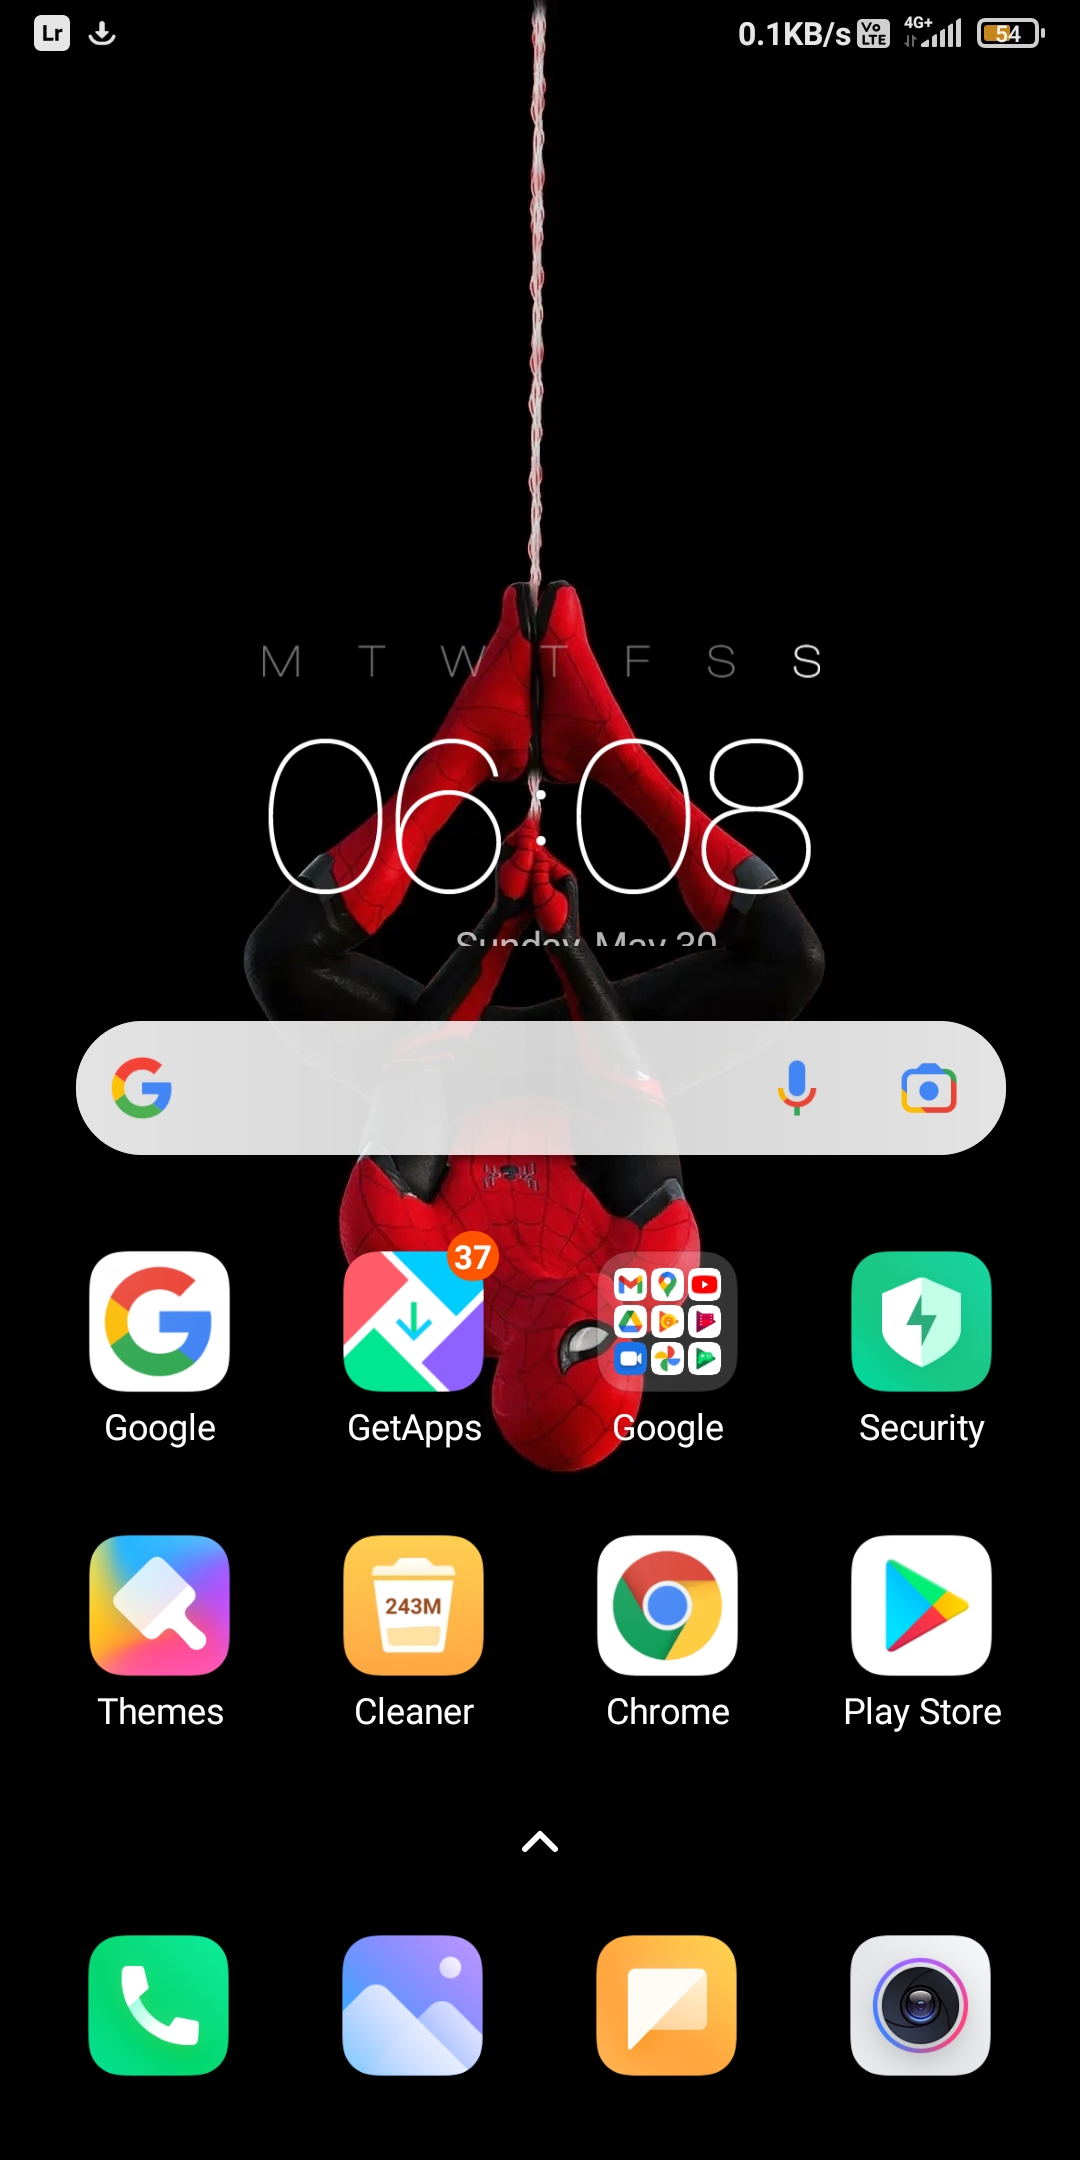 Lr 0.1KB/s Vo LTE 4G+ 54
M T W T F S S
06:08
Sunday, May 30
37
Google GetApps Google Security
243M
Themes Cleaner Chrome Play Store